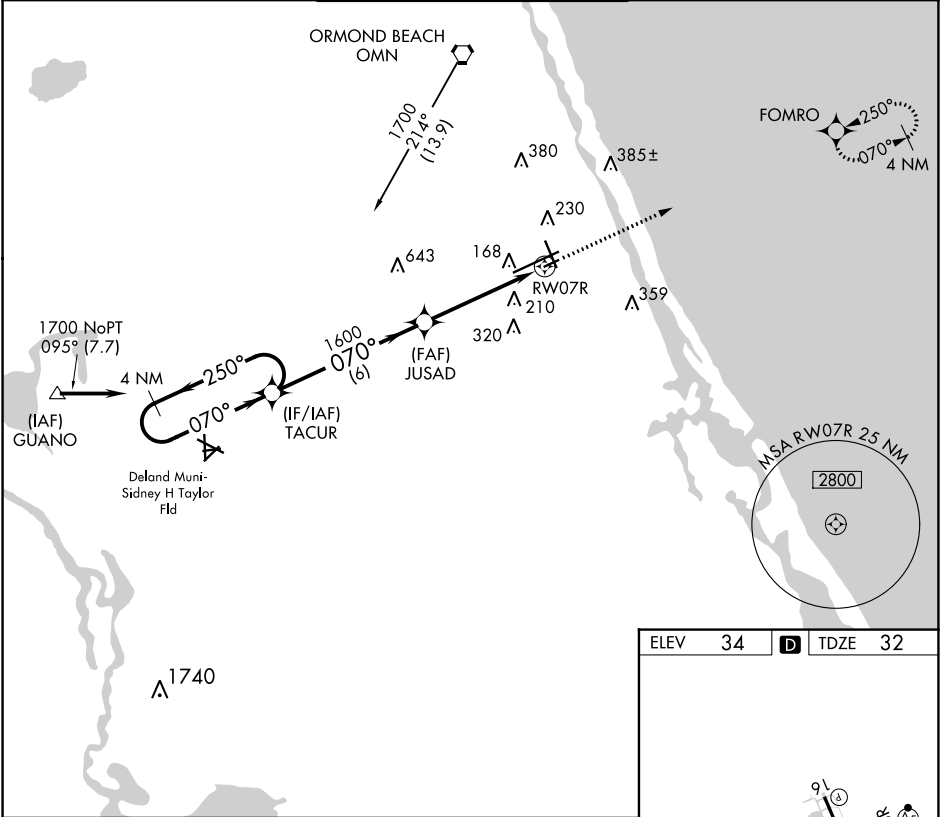 ORMOND BEACH
OMN
1700
214°
(13.9)
FOMRO
250°
070°
4 NM
380
385±
230
643
168
RW07R
210
320
359
1700 NoPT
095° (7.7)
4 NM
250°
070°
1600
070°
(6)
(FAF)
JUSAD
(IAF)
GUANO
(IF/IAF)
TACUR
Deland Muni-
Sidney H Taylor
Fld
MSA RW07R 25 NM
2800
1740
ELEV 34 D TDZE 32
16
P
R